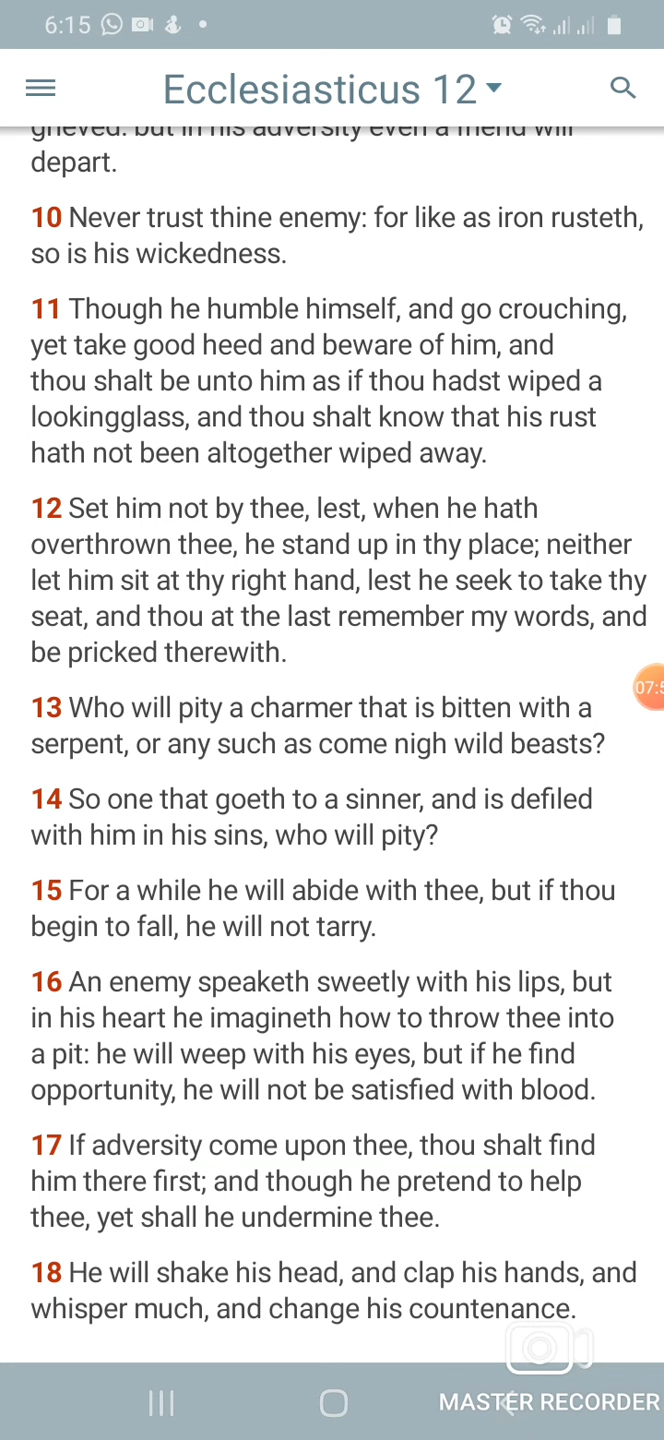 6:15
Ecclesiasticus 12
grieved: but in his adversity even a friend will
depart.
10 Never trust thine enemy: for like as iron rusteth,
so is his wickedness.
11 Though he humble himself, and go crouching,
yet take good heed and beware of him, and
thou shalt be unto him as if thou hadst wiped a
lookingglass, and thou shalt know that his rust
hath not been altogether wiped away.
12 Set him not by thee, lest, when he hath
overthrown thee, he stand up in thy place; neither
let him sit at thy right hand, lest he seek to take thy
seat, and thou at the last remember my words, and
be pricked therewith.
13 Who will pity a charmer that is bitten with a
serpent, or any such as come nigh wild beasts?
14 So one that goeth to a sinner, and is defiled
with him in his sins, who will pity?
15 For a while he will abide with thee, but if thou
begin to fall, he will not tarry.
16 An enemy speaketh sweetly with his lips, but
in his heart he imagineth how to throw thee into
a pit: he will weep with his eyes, but if he find
opportunity, he will not be satisfied with blood.
17 If adversity come upon thee, thou shalt find
him there first; and though he pretend to help
thee, yet shall he undermine thee.
18 He will shake his head, and clap his hands, and
whisper much, and change his countenance.
MASTER RECORDER